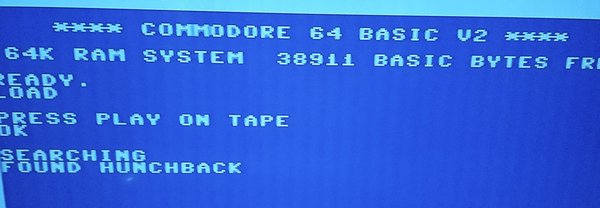 **** COMMODORE 64 BASIC V2 ****
64K RAM SYSTEM 38911 BASIC BYTES FRE
READY.
LOAD
PRESS PLAY ON TAPE
OK
SEARCHING
FOUND HUNCHBACK